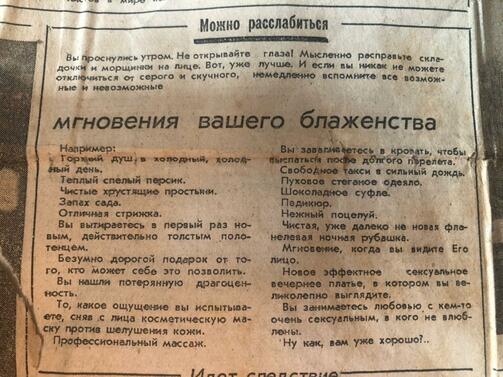 Можно расслабиться
Вы проснулись утром. Не открывайте глаза! Мысленно расправьте скла-
дочки и морщинки на лице. Вот, уже лучше. И если вы никак не можете
отключиться от серого и скучного, немедленно вспомните все возмож-
ные и невозможные
мгновения вашего блаженства
Например:
Горячий душ в холодный, холод-
ный день.
Теплый спелый персик.
Чистые хрустящие простыни.
Запах сада.
Отличная стрижка.
Вы вытираетесь в первый раз но-
вым, действительно толстым поло-
тенцем.
Безумно дорогой подарок от то-
го, кто может себе это позволить.
Вы нашли потерянную драгоцен-
ность.
То, какое ощущение вы испытывае-
те, сняв с лица косметическую мас-
ку против шелушения кожи.
Профессиональный массаж.
Вы заваливаетесь в кровать, чтобы
выспаться после долгого перелета.
Свободное такси в сильный дождь.
Пуховое стеганое одеяло.
Шоколадное суфле.
Педикюр.
Нежный поцелуй.
Чистая, уже далеко не новая фла-
нелевая ночная рубашка.
Мгновение, когда вы видите Его
лицо.
Новое эффектное сексуальное
вечернее платье, в котором вы ве-
ликолепно выглядите.
Вы занимаетесь любовью с кем-то
очень сексуальным, в кого не влюб-
лены.
Ну как, вам уже хорошо?..
Идет следствие